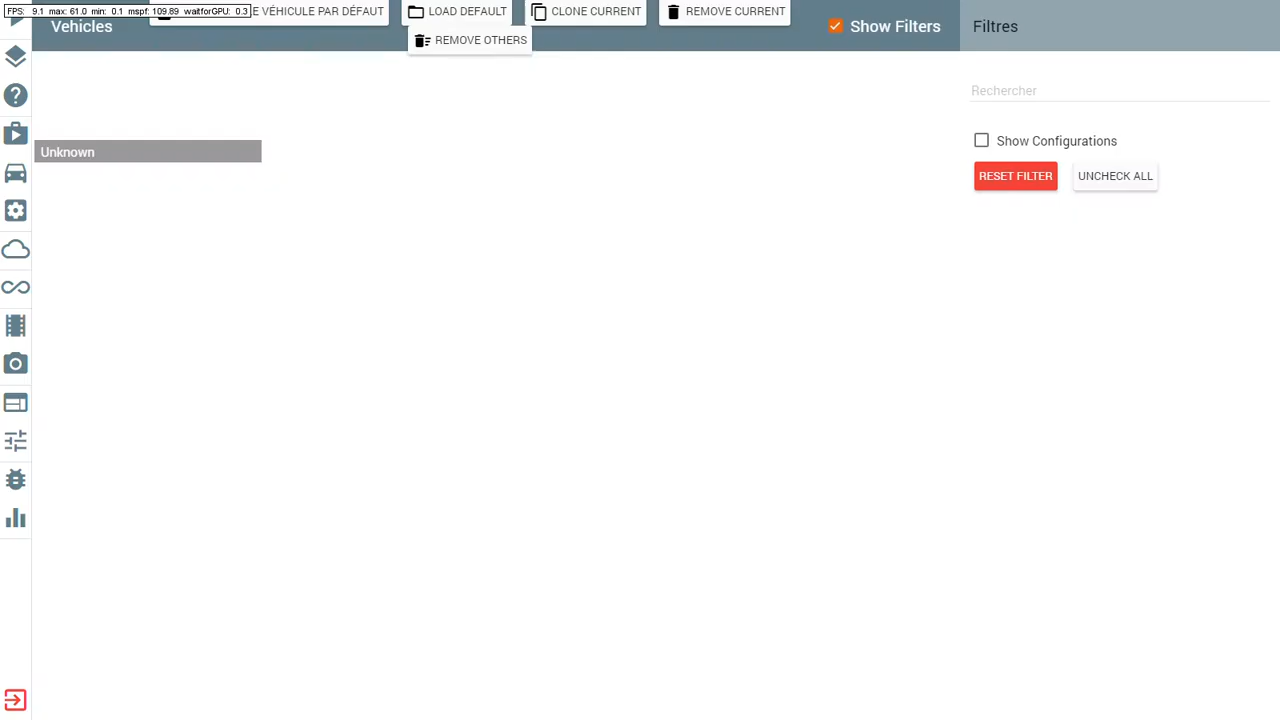 FPS: 9.1 max: 61.0 min: 0.1 mspf: 109.89 waitforGPU: 0.3
E VÉHICULE PAR DÉFAUT
LOAD DEFAULT
CLONE CURRENT
REMOVE CURRENT
Vehicles
REMOVE OTHERS
Show Filters
Filtres
Rechercher
Unknown
Show Configurations
RESET FILTER
UNCHECK ALL